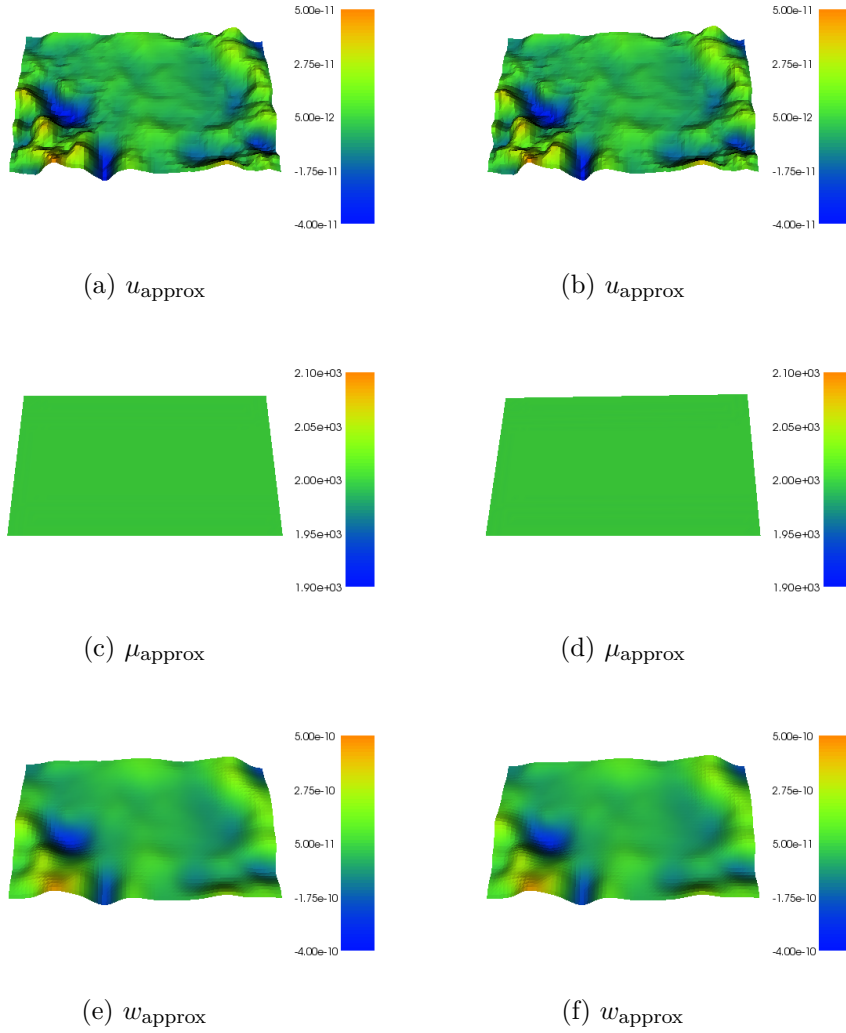 5.00e-11
2.75e-11
5.00e-12
-1.75e-11
-4.00e-11
5.00e-11
2.75e-11
5.00e-12
-1.75e-11
-4.00e-11
(a) u_approx
(b) u_approx
2.10e+03
2.05e+03
2.00e+03
1.95e+03
1.90e+03
2.10e+03
2.05e+03
2.00e+03
1.95e+03
1.90e+03
(c) μ_approx
(d) μ_approx
5.00e-10
2.75e-10
5.00e-11
-1.75e-10
-4.00e-10
5.00e-10
2.75e-10
5.00e-11
-1.75e-10
-4.00e-10
(e) w_approx
(f) w_approx